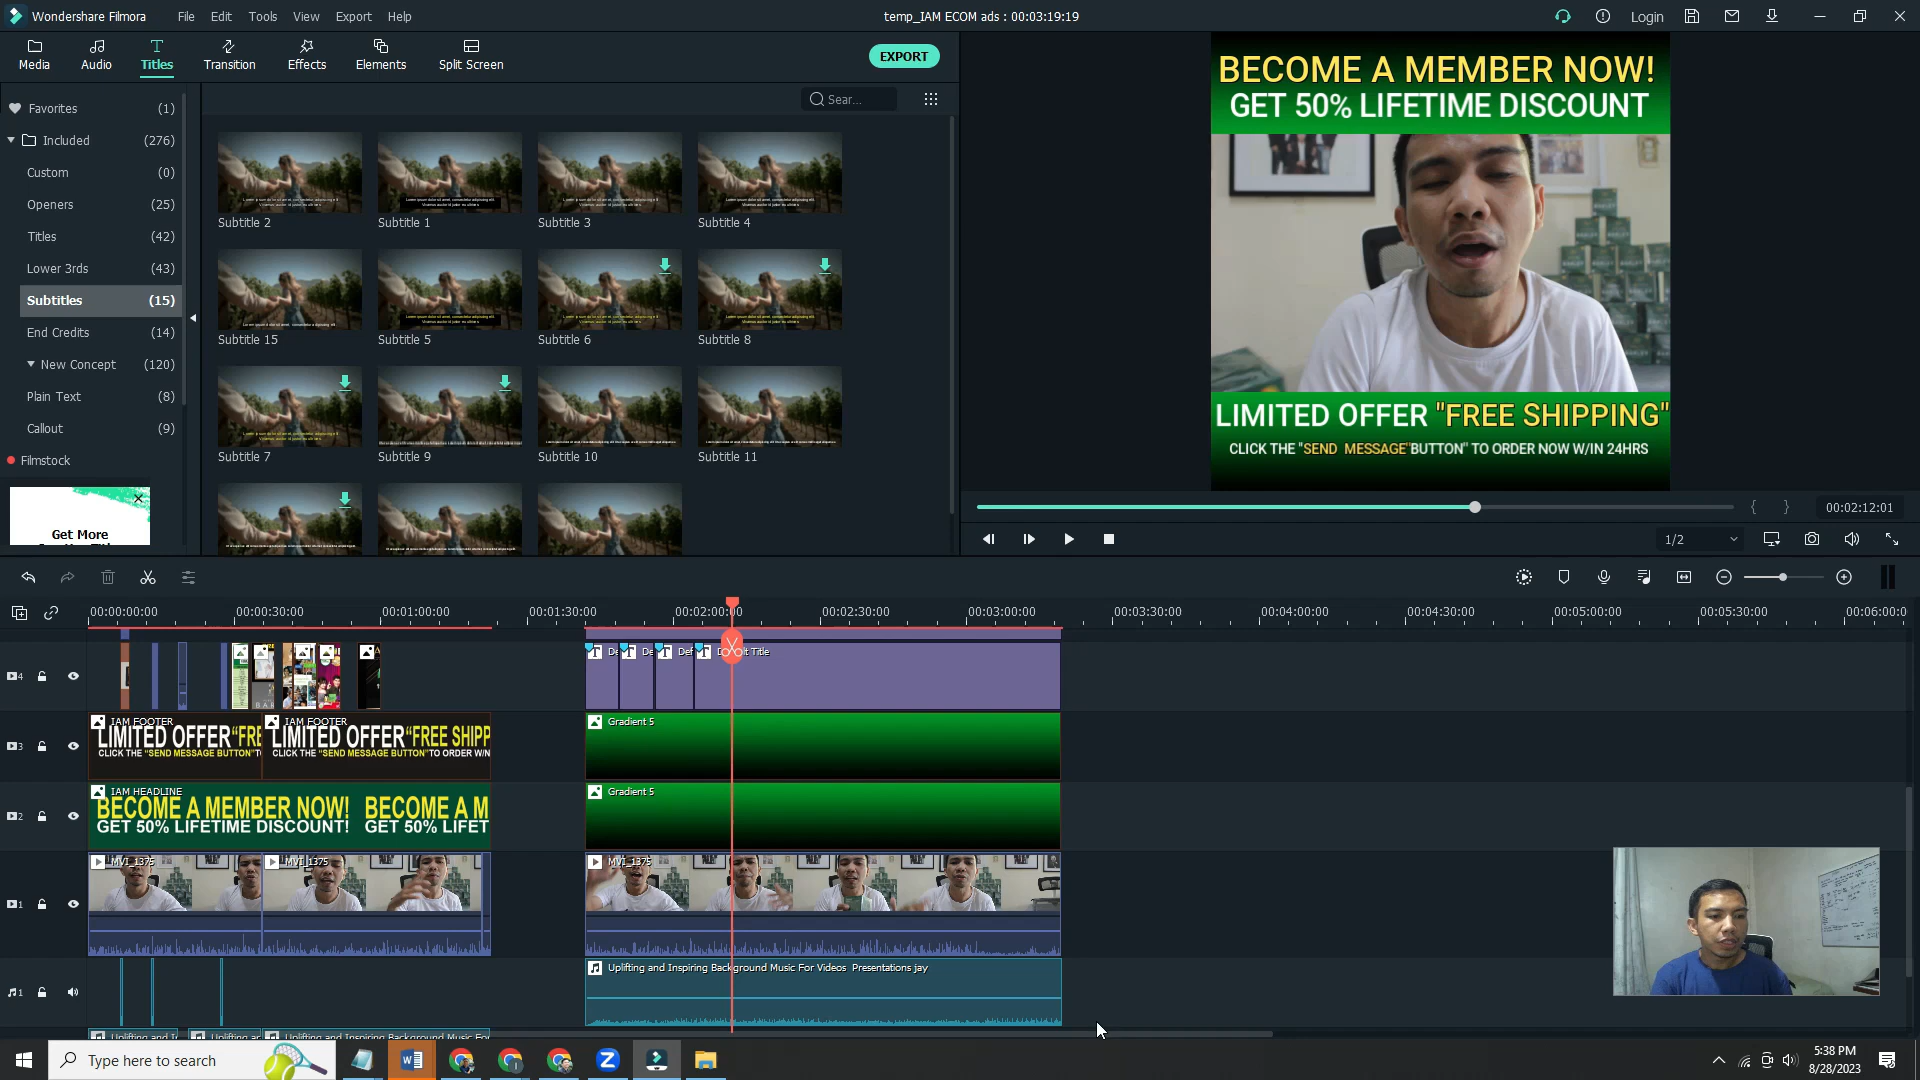 Wondershare Filmora
File Edit Tools View Export Help
temp_IAM ECOM ads : 00:03:19:19
Login
Media Audio Titles Transition Effects Elements Split Screen
EXPORT
Favorites (1)
Included (276)
Custom (0)
Openers (25)
Titles (42)
Lower 3rds (43)
Subtitles (15)
End Credits (14)
New Concept (120)
Plain Text (8)
Callout (9)
Filmstock
Get More
Sear...
Subtitle 2 Subtitle 1 Subtitle 3 Subtitle 4
Subtitle 15 Subtitle 5 Subtitle 6 Subtitle 8
Subtitle 7 Subtitle 9 Subtitle 10 Subtitle 11
BECOME A MEMBER NOW!
GET 50% LIFETIME DISCOUNT
LIMITED OFFER "FREE SHIPPING"
CLICK THE "SEND MESSAGE"BUTTON" TO ORDER NOW W/IN 24HRS
{ } 00:02:12:01
1/2
00:00:00:00 00:00:30:00 00:01:00:00 00:01:30:00 00:02:00:00 00:02:30:00 00:03:00:00 00:03:30:00 00:04:00:00 00:04:30:00 00:05:00:00 00:05:30:00 00:06:00:0
4
De De Def
3
IAM FOOTER IAM FOOTER
LIMITED OFFER "FRE LIMITED OFFER "FREE SHIPP
CLICK THE "SEND MESSAGE BUTTON"T CLICK THE "SEND MESSAGE BUTTON"TO ORDER W/N
Gradient 5
2
IAM HEADLINE
BECOME A MEMBER NOW! BECOME A M
GET 50% LIFETIME DISCOUNT! GET 50% LIFET
Gradient 5
1
MVI_1375 MVI_1375 MVI_1375
1
Uplifting and Inspiring Background Music For Videos Presentations jay
Uplifting and I Uplifting ar Uplifting and Inspiring Background Music Fo
Type here to search
5:38 PM
8/28/2023